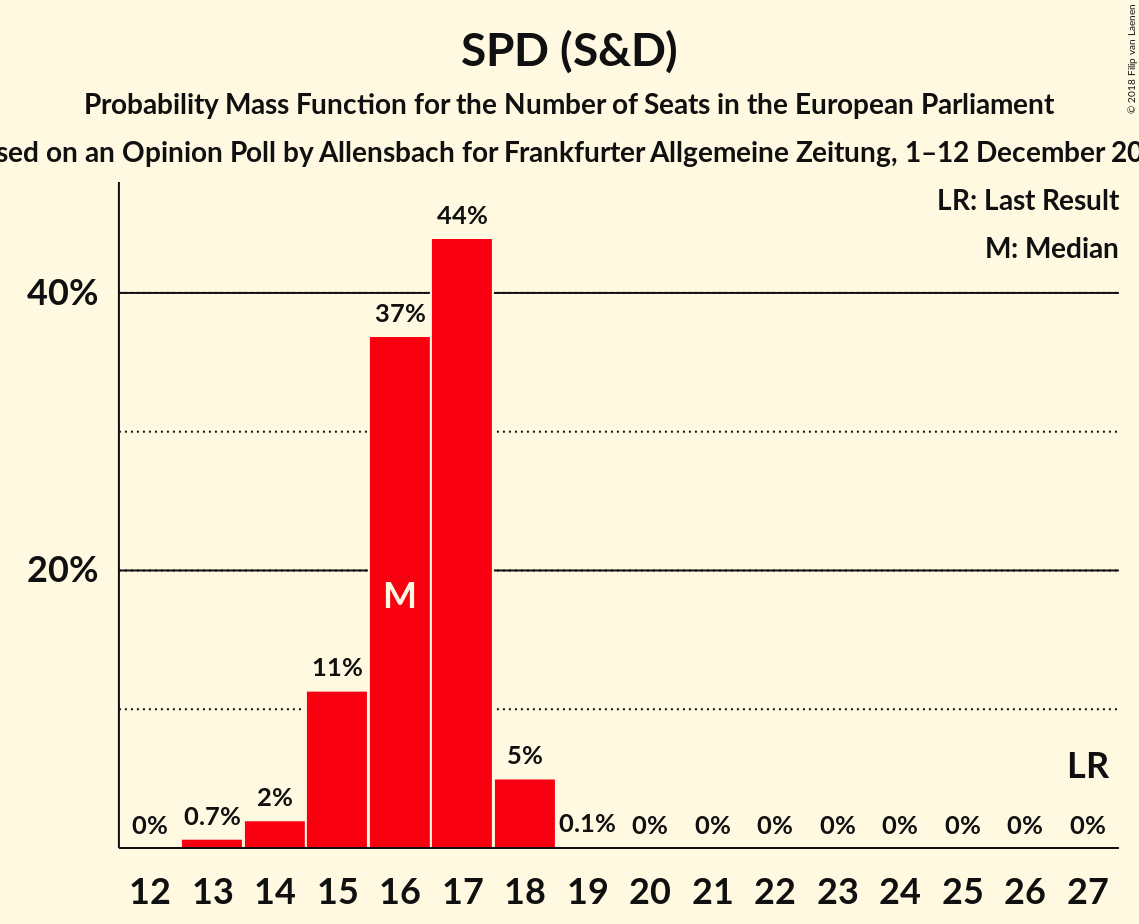 SPD (S&D)
Probability Mass Function for the Number of Seats in the European Parliament
on an Opinion Poll by Allensbach for Frankfurter Allgemeine Zeitung, 1–12 December
© 2018 Filip van Laenen
LR: Last Result
M: Median
44%
40%
37%
20%
M
11%
5%
LR
2%
0.7%
0%
0.1%
0% 0% 0% 0% 0% 0% 0% 0%
12 13 14 15 16 17 18 19 20 21 22 23 24 25 26 27